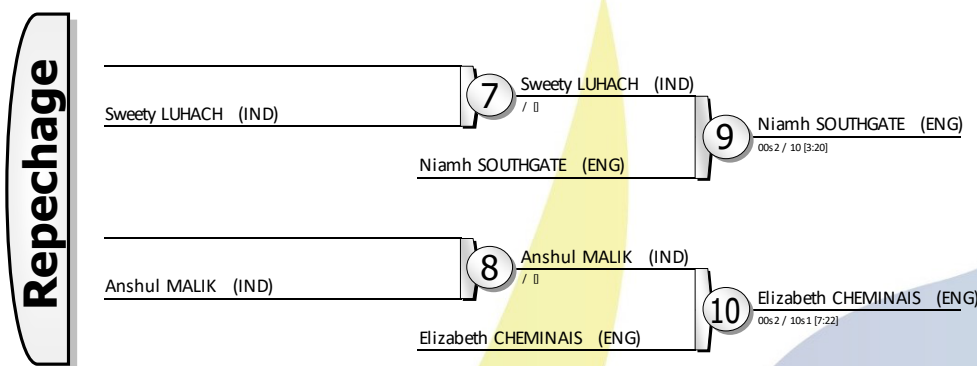 Repechage
Sweety LUHACH (IND)
7
Sweety LUHACH (IND)
/ []
Niamh SOUTHGATE (ENG)
9
Niamh SOUTHGATE (ENG)
00s2 / 10 [3:20]
Anshul MALIK (IND)
8
Anshul MALIK (IND)
/ []
Elizabeth CHEMINAIS (ENG)
10
Elizabeth CHEMINAIS (ENG)
00s2 / 10s1 [7:22]